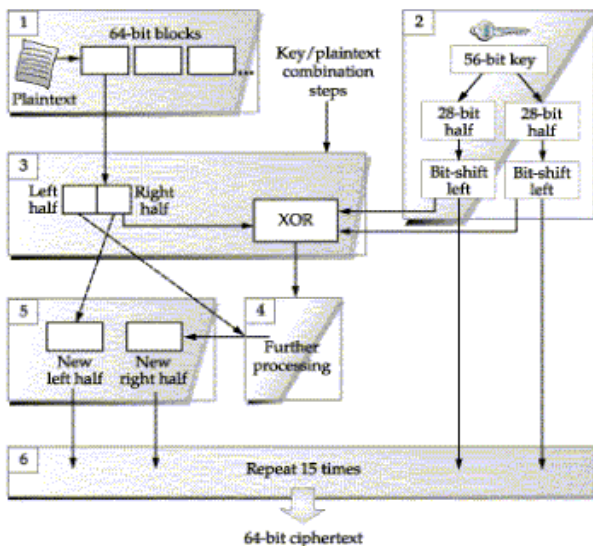 1
64-bit blocks
...
Plaintext
Key/plaintext
combination
steps
2
56-bit key
28-bit
half
28-bit
half
Bit-shift
left
Bit-shift
left
3
Left
half
Right
half
XOR
4
Further
processing
5
New
left half
New
right half
6
Repeat 15 times
64-bit ciphertext